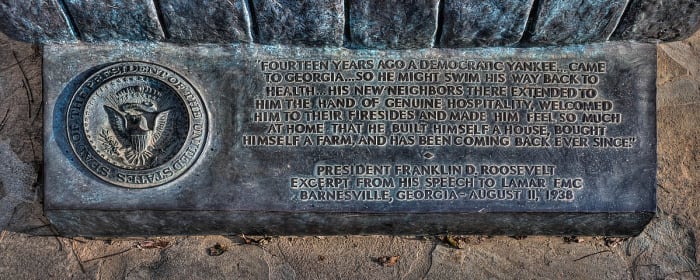 SEAL OF THE PRESIDENT OF THE UNITED STATES
"FOURTEEN YEARS AGO A DEMOCRATIC YANKEE... CAME
TO GEORGIA...SO HE MIGHT SWIM HIS WAY BACK TO
HEALTH...HIS NEW NEIGHBORS THERE EXTENDED TO
HIM THE HAND OF GENUINE HOSPITALITY, WELCOMED
HIM TO THEIR FIRESIDES AND MADE HIM FEEL SO MUCH
AT HOME THAT HE BUILT HIMSELF A HOUSE, BOUGHT
HIMSELF A FARM, AND HAS BEEN COMING BACK EVER SINCE."
PRESIDENT FRANKLIN D. ROOSEVELT
EXCERPT FROM HIS SPEECH TO LAMAR EMC
BARNESVILLE, GEORGIA - AUGUST 11, 1938